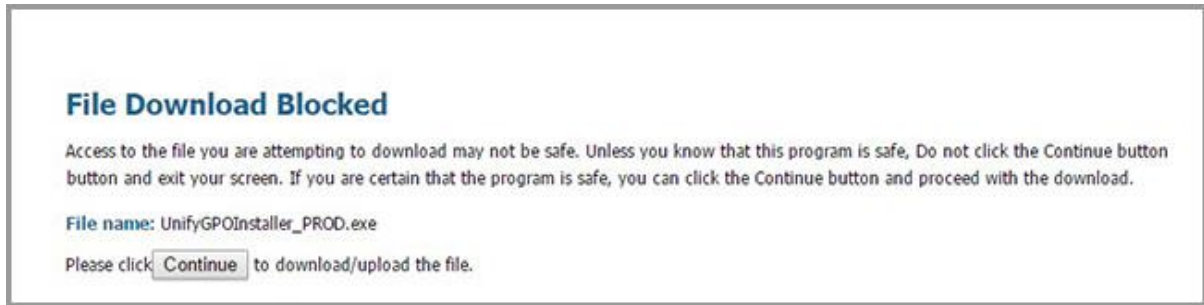 File Download Blocked
Access to the file you are attempting to download may not be safe. Unless you know that this program is safe, Do not click the Continue button
button and exit your screen. If you are certain that the program is safe, you can click the Continue button and proceed with the download.
File name: UnifyGPOInstaller_PROD.exe
Please click Continue to download/upload the file.